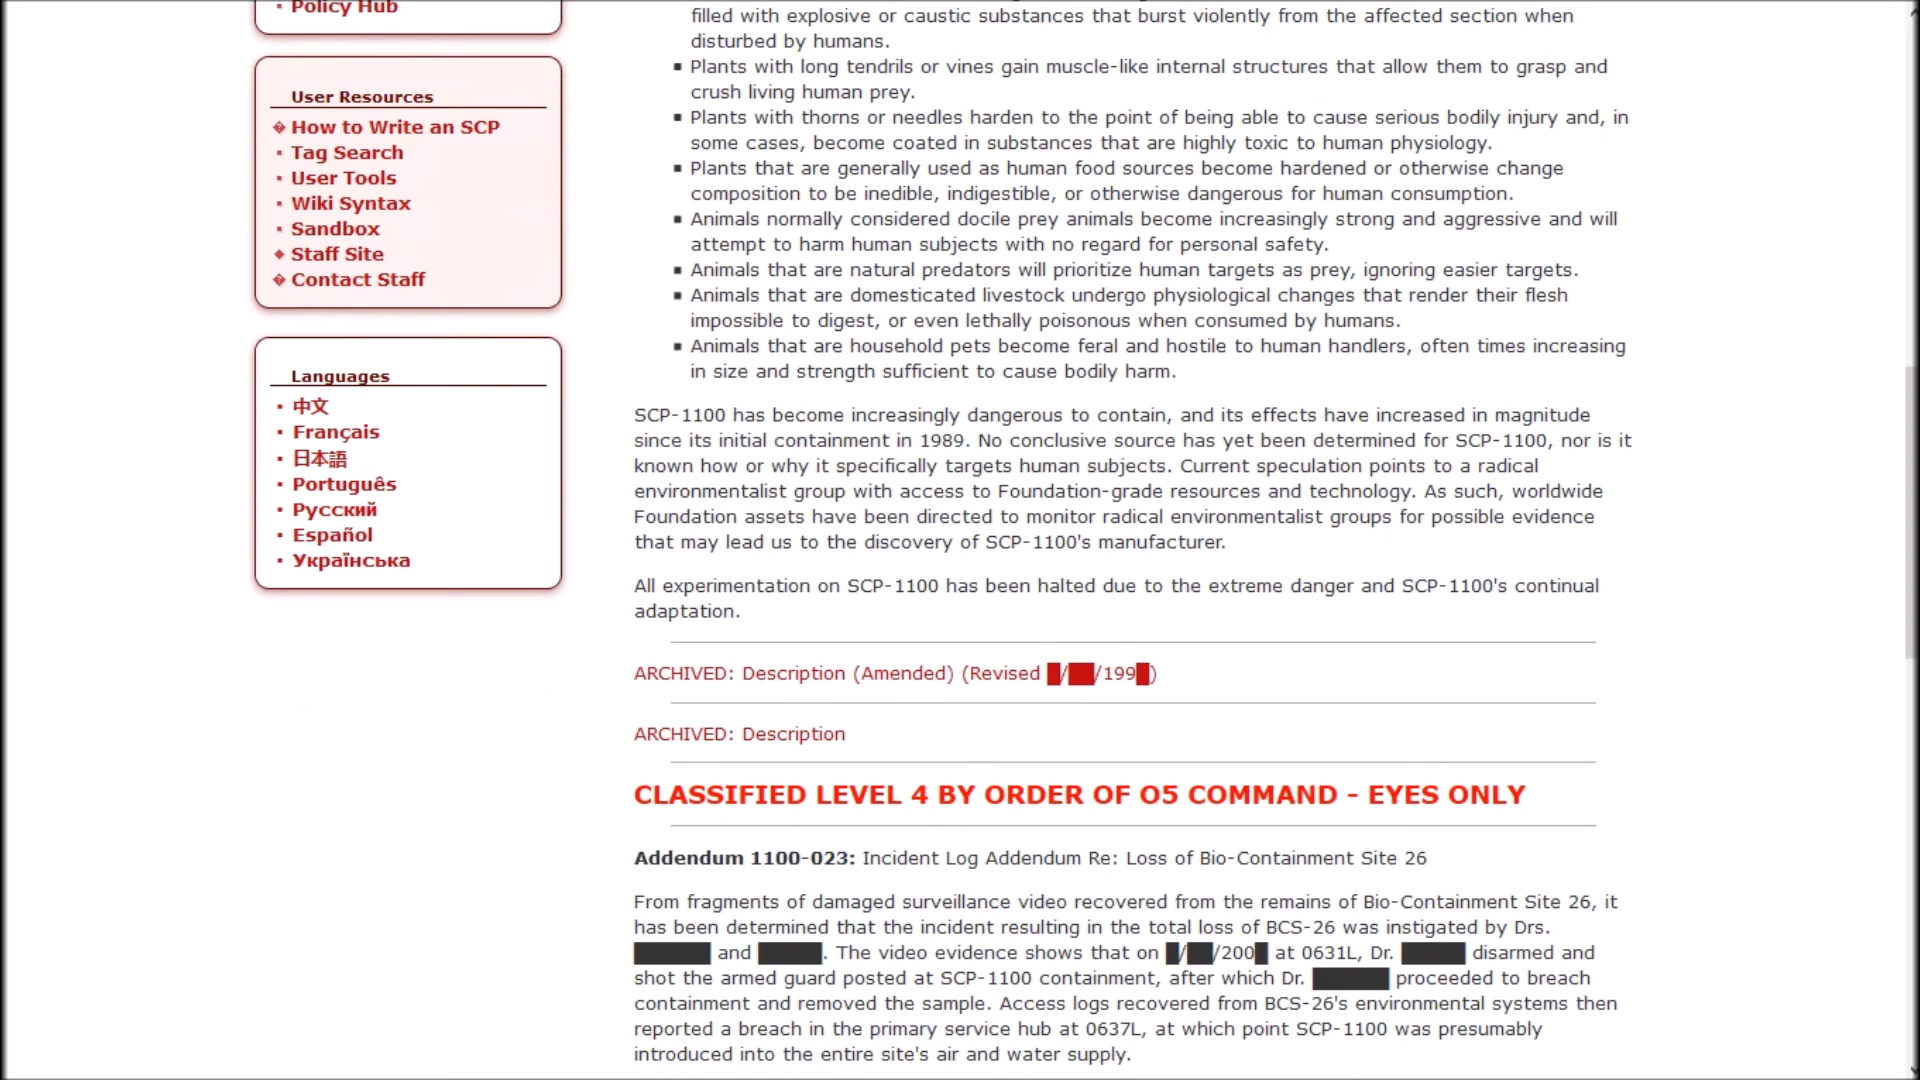 Policy Hub
User Resources
How to Write an SCP
Tag Search
User Tools
Wiki Syntax
Sandbox
Staff Site
Contact Staff
Languages
中文
Français
日本語
Português
Русский
Español
Українська
filled with explosive or caustic substances that burst violently from the affected section when
disturbed by humans.
Plants with long tendrils or vines gain muscle-like internal structures that allow them to grasp and
crush living human prey.
Plants with thorns or needles harden to the point of being able to cause serious bodily injury and, in
some cases, become coated in substances that are highly toxic to human physiology.
Plants that are generally used as human food sources become hardened or otherwise change
composition to be inedible, indigestible, or otherwise dangerous for human consumption.
Animals normally considered docile prey animals become increasingly strong and aggressive and will
attempt to harm human subjects with no regard for personal safety.
Animals that are natural predators will prioritize human targets as prey, ignoring easier targets.
Animals that are domesticated livestock undergo physiological changes that render their flesh
impossible to digest, or even lethally poisonous when consumed by humans.
Animals that are household pets become feral and hostile to human handlers, often times increasing
in size and strength sufficient to cause bodily harm.
SCP-1100 has become increasingly dangerous to contain, and its effects have increased in magnitude
since its initial containment in 1989. No conclusive source has yet been determined for SCP-1100, nor is it
known how or why it specifically targets human subjects. Current speculation points to a radical
environmentalist group with access to Foundation-grade resources and technology. As such, worldwide
Foundation assets have been directed to monitor radical environmentalist groups for possible evidence
that may lead us to the discovery of SCP-1100's manufacturer.
All experimentation on SCP-1100 has been halted due to the extreme danger and SCP-1100's continual
adaptation.
ARCHIVED: Description (Amended) (Revised █/██/199█)
ARCHIVED: Description
CLASSIFIED LEVEL 4 BY ORDER OF O5 COMMAND - EYES ONLY
Addendum 1100-023: Incident Log Addendum Re: Loss of Bio-Containment Site 26
From fragments of damaged surveillance video recovered from the remains of Bio-Containment Site 26, it
has been determined that the incident resulting in the total loss of BCS-26 was instigated by Drs.
██████ and █████. The video evidence shows that on █/██/200█ at 0631L, Dr. █████ disarmed and
shot the armed guard posted at SCP-1100 containment, after which Dr. ██████ proceeded to breach
containment and removed the sample. Access logs recovered from BCS-26's environmental systems then
reported a breach in the primary service hub at 0637L, at which point SCP-1100 was presumably
introduced into the entire site's air and water supply.